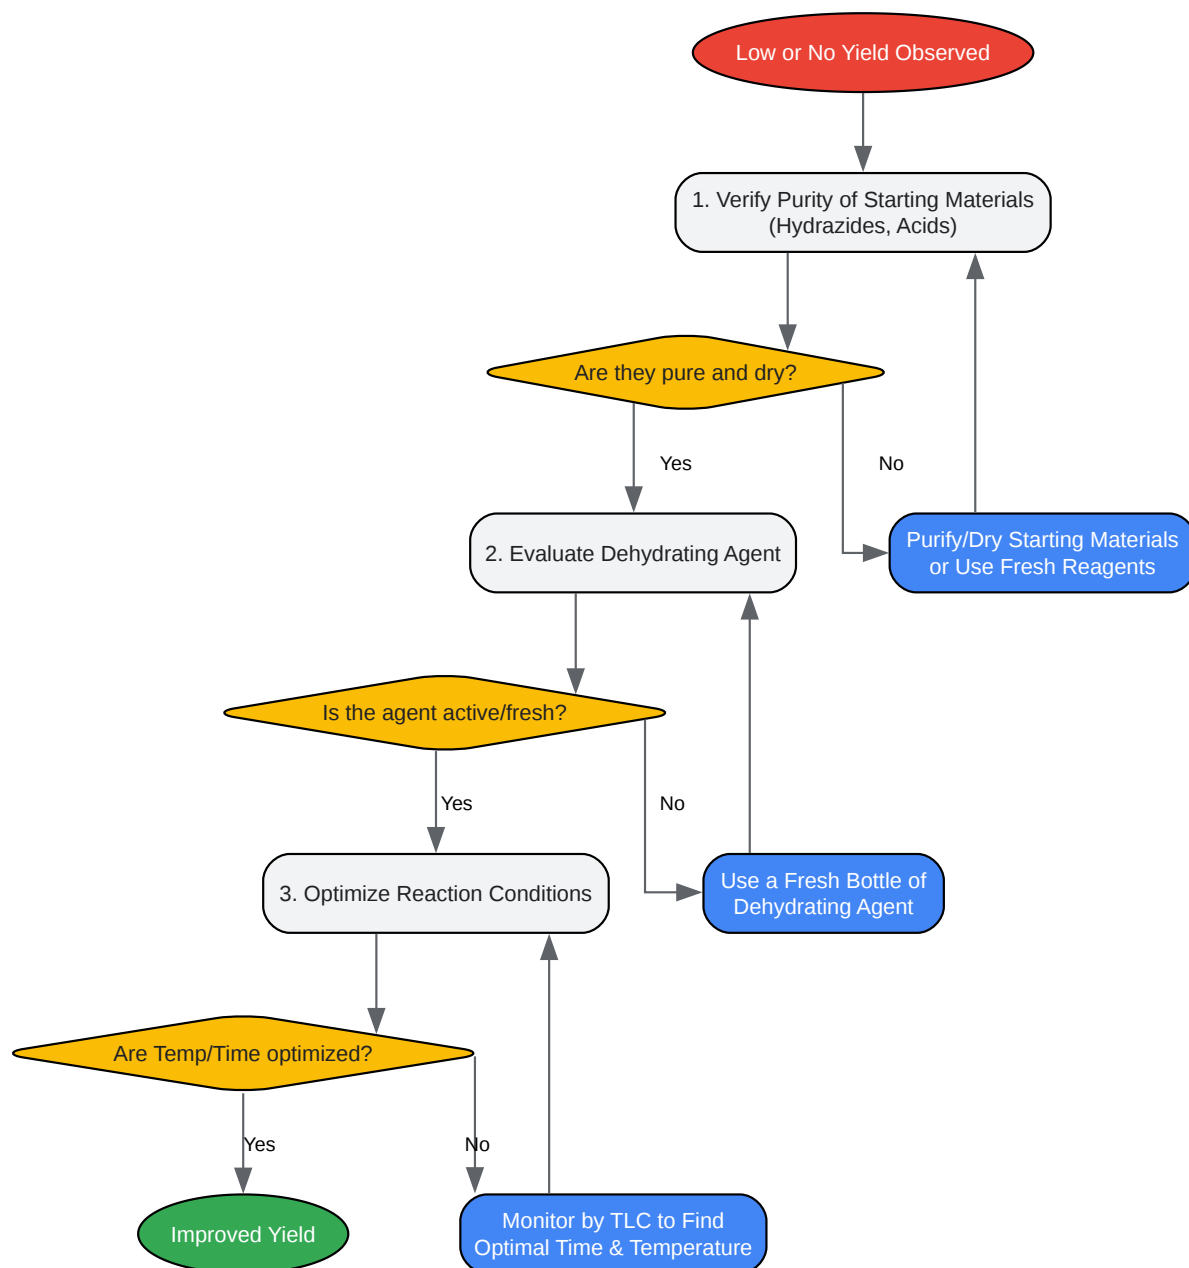 Low or No Yield Observed
1. Verify Purity of Starting Materials
(Hydrazides, Acids)
Are they pure and dry?
Yes
No
2. Evaluate Dehydrating Agent
Purify/Dry Starting Materials
or Use Fresh Reagents
Is the agent active/fresh?
Yes
No
3. Optimize Reaction Conditions
Use a Fresh Bottle of
Dehydrating Agent
Are Temp/Time optimized?
Yes
No
Improved Yield
Monitor by TLC to Find
Optimal Time & Temperature